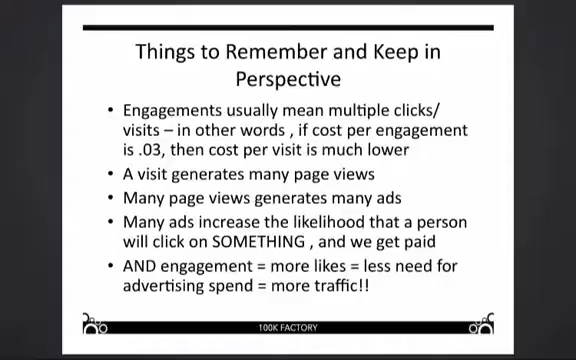 Things to Remember and Keep in
Perspective
• Engagements usually mean multiple clicks/
visits – in other words , if cost per engagement
is .03, then cost per visit is much lower
• A visit generates many page views
• Many page views generates many ads
• Many ads increase the likelihood that a person
will click on SOMETHING , and we get paid
• AND engagement = more likes = less need for
advertising spend = more traffic!!
100K FACTORY